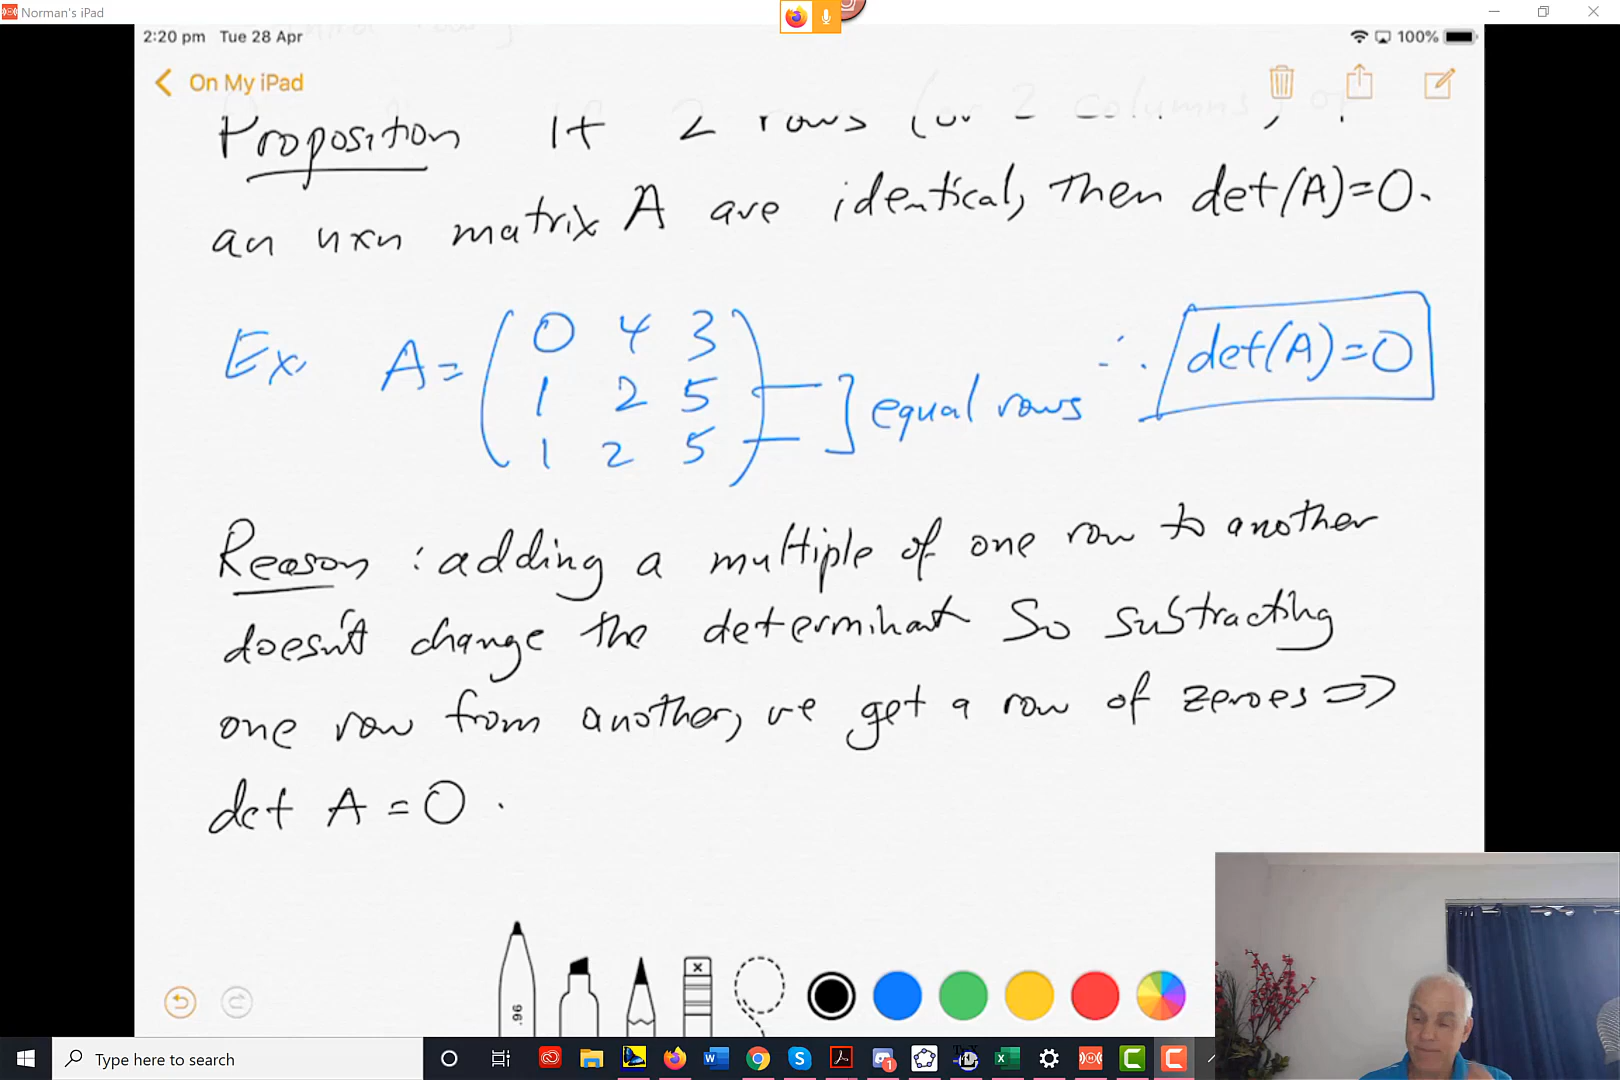 Norman's iPad
2:20 pm Tue 28 Apr
100%
On My iPad
Proposition If 2 rows (or 2 columns) of
an nxn matrix A are identical, then det(A)=0.
Ex. A= ( 0 4 3 ∴ det(A)=0
1 2 5 ] equal rows
1 2 5 )
Reason : adding a multiple of one row to another
doesn't change the determinant So subtracting
one row from another, we get a row of zeroes ⇒
det A = 0 .
.96
Type here to search